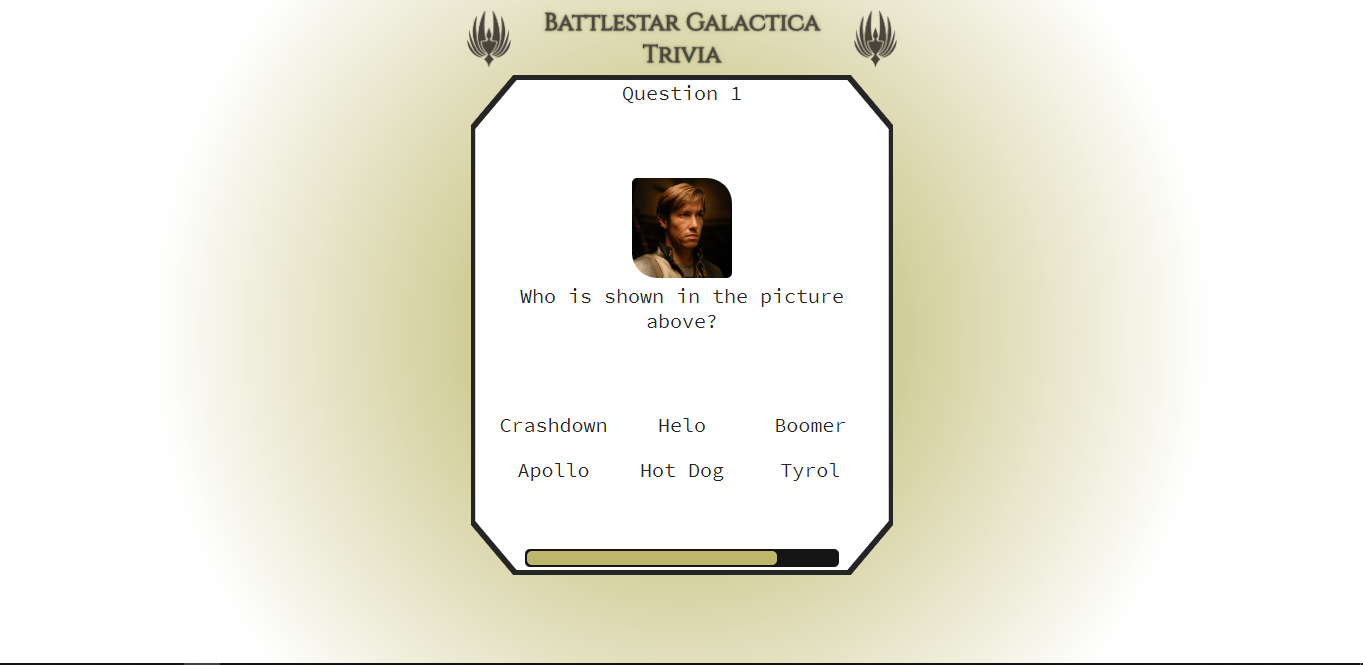 Battlestar Galactica
Trivia
Question 1
Who is shown in the picture
above?
Crashdown Helo Boomer
Apollo Hot Dog Tyrol